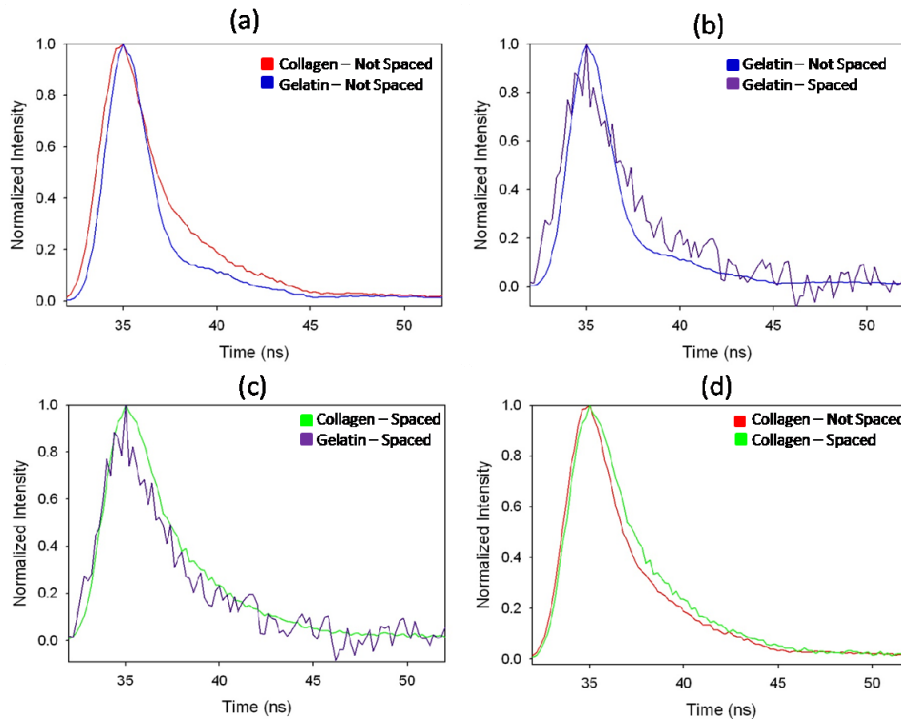 (a)
Collagen – Not Spaced
Gelatin – Not Spaced
Normalized Intensity
1.0
0.8
0.6
0.4
0.2
0.0
35
40
45
50
Time (ns)
(b)
Gelatin – Not Spaced
Gelatin – Spaced
Normalized Intensity
1.0
0.8
0.6
0.4
0.2
0.0
35
40
45
50
Time (ns)
(c)
Collagen – Spaced
Gelatin – Spaced
Normalized Intensity
1.0
0.8
0.6
0.4
0.2
0.0
35
40
45
50
Time (ns)
(d)
Collagen – Not Spaced
Collagen – Spaced
Normalized Intensity
1.0
0.8
0.6
0.4
0.2
0.0
35
40
45
50
Time (ns)